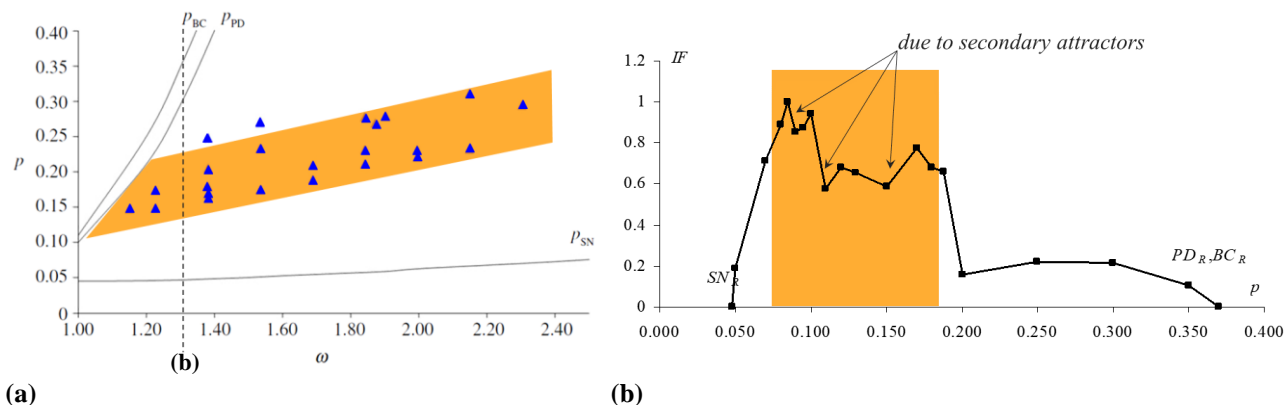 p_BC p_PD
0.40
0.35
0.30
0.25
p 0.20
0.15
0.10
p_SN
0.05
0
1.00 1.20 1.40 1.60 1.80 2.00 2.20 2.40
(b) ω
(a)
due to secondary attractors
IF
1.2
1
0.8
0.6
0.4
0.2
SN_R
PD_R,BC_R
p
0
0.000 0.050 0.100 0.150 0.200 0.250 0.300 0.350 0.400
(b)